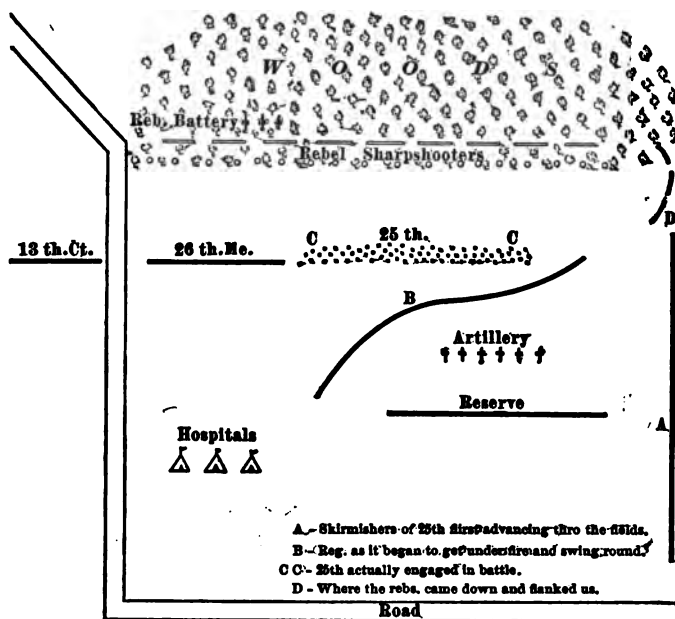 W O O D S
Reb. Battery
Rebel Sharpshooters
D
13 th. Ct. 26 th. Me. C 25 th. C
B
Artillery
Reserve
A
Hospitals
A - Skirmishers of 25th first advancing thro the fields.
B - Reg. as it began to get under fire and swing round.
C C - 25th actually engaged in battle.
D - Where the rebs. came down and flanked us.
Road